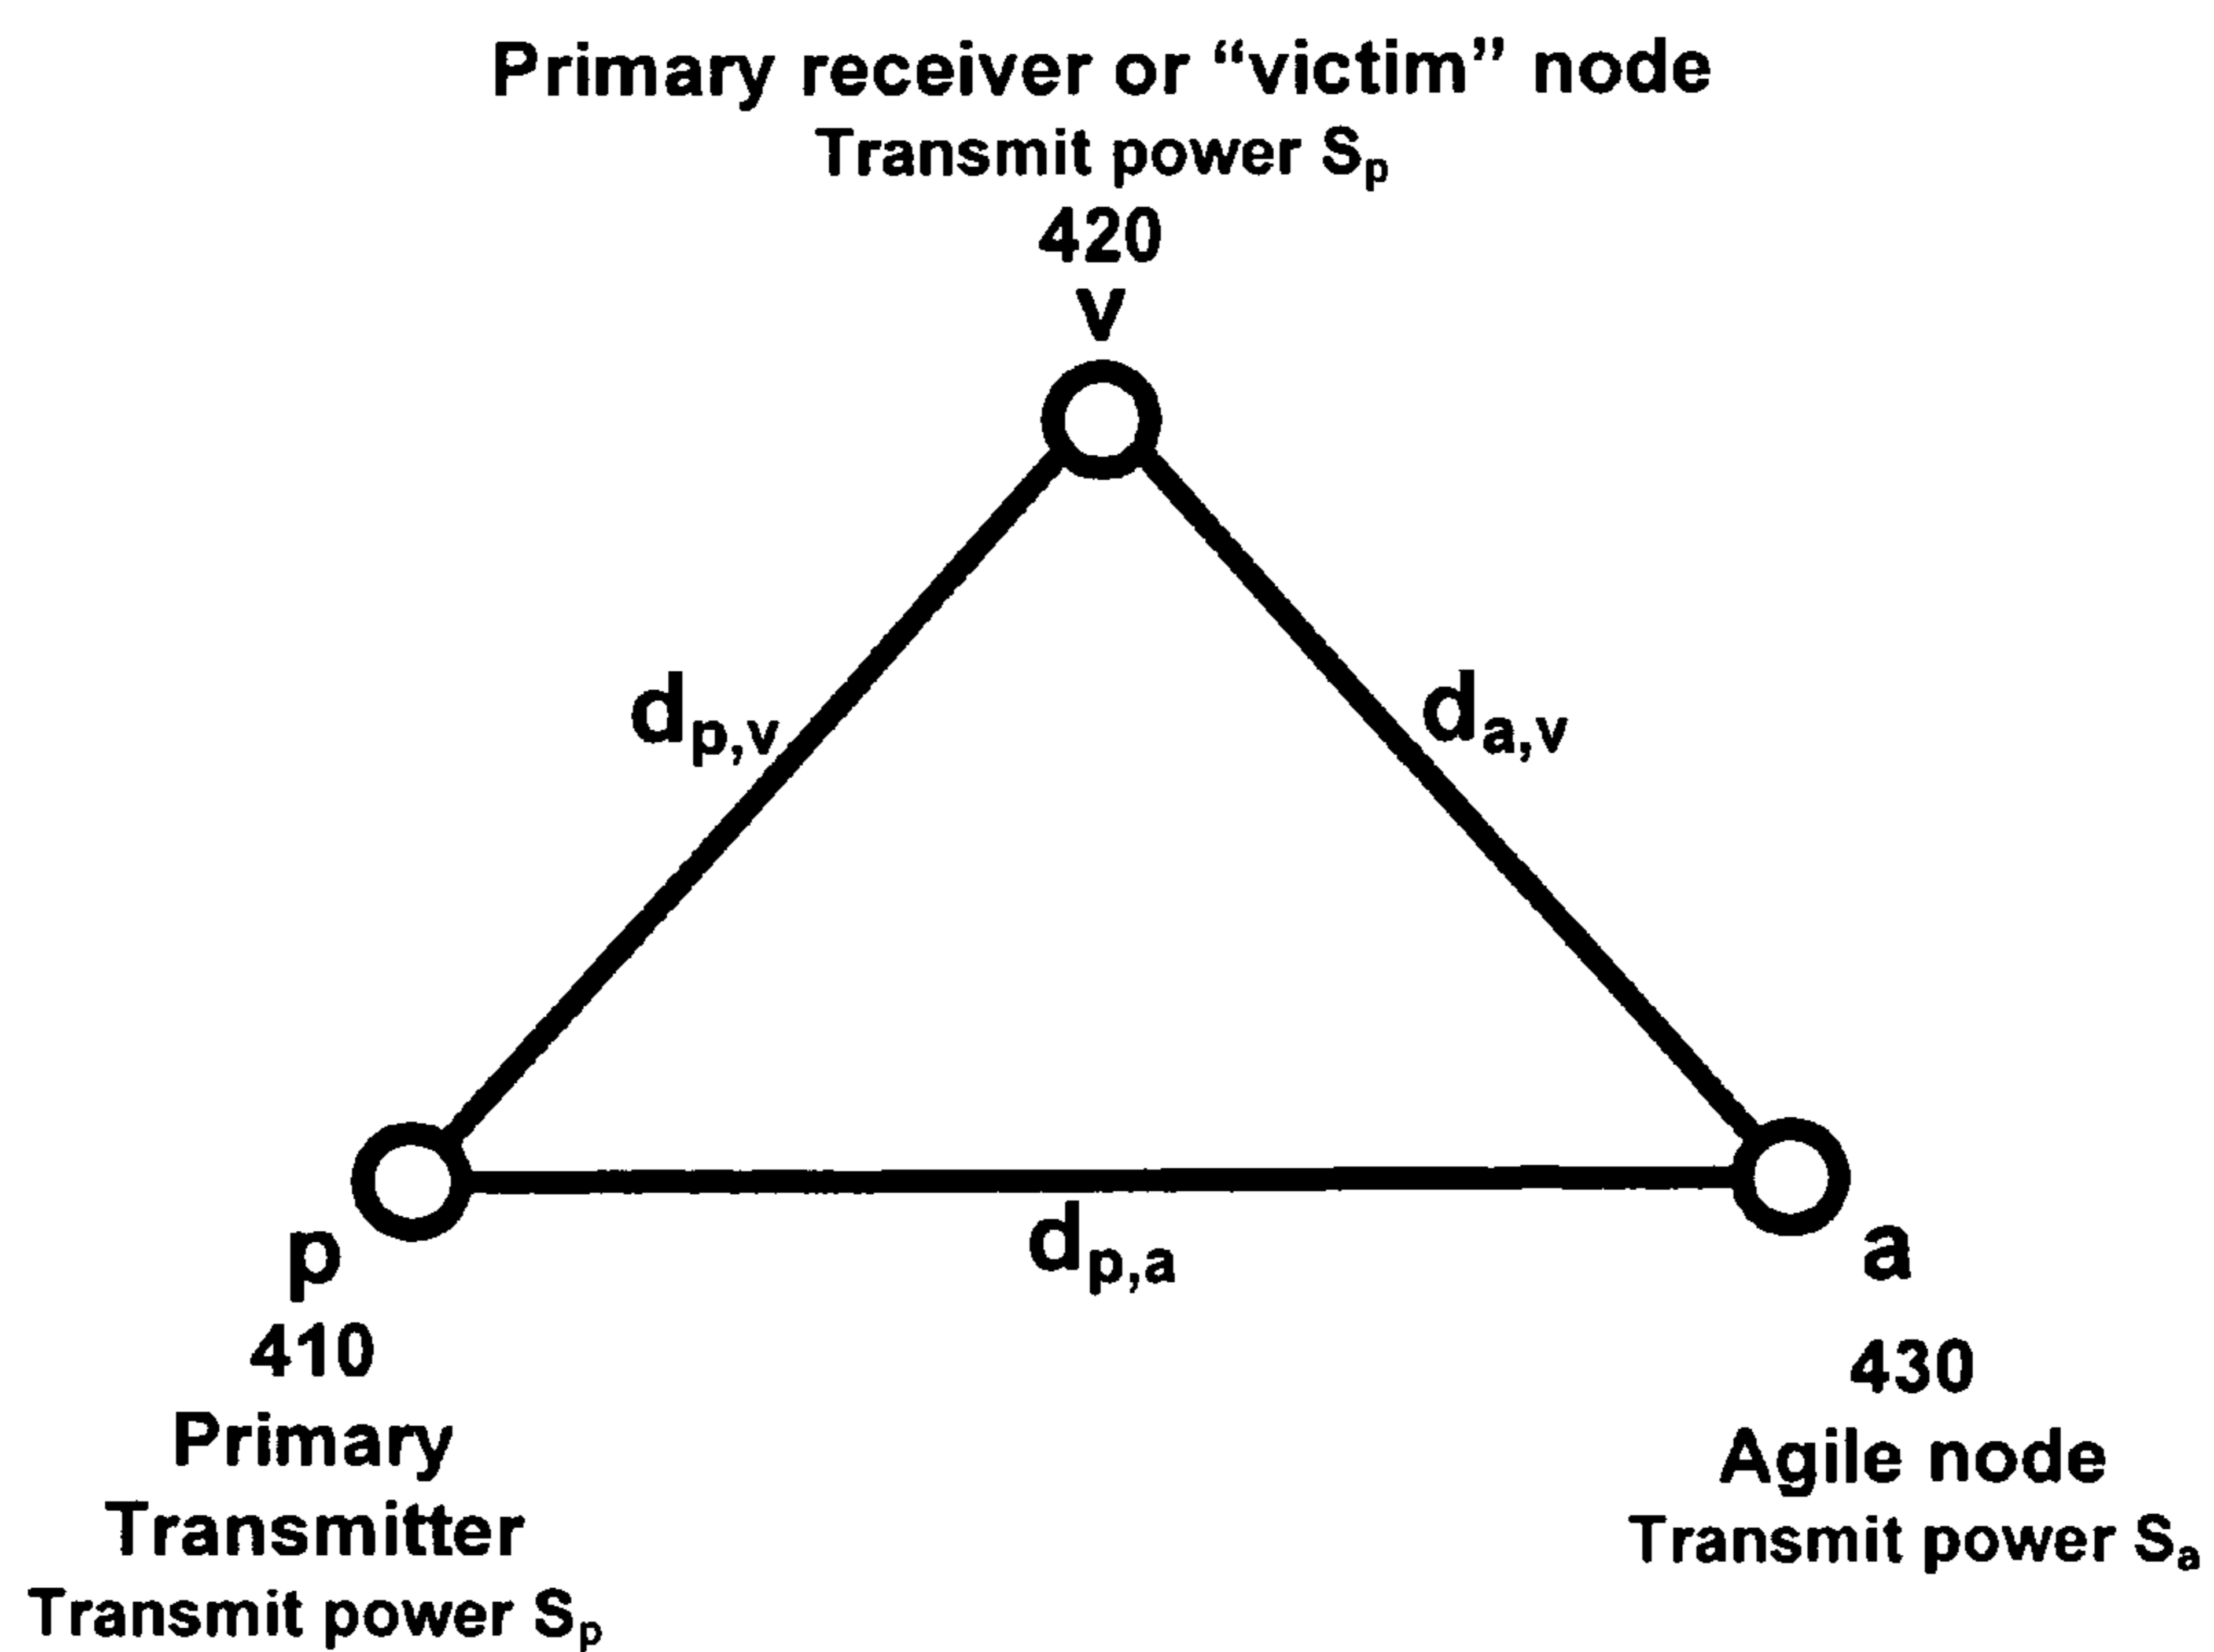 Primary receiver or “victim” node
Transmit power Sₚ
420
v
dₚ,ᵥ
dₐ,ᵥ
dₚ,ₐ
p
a
410
430
Primary
Transmitter
Transmit power Sₚ
Agile node
Transmit power Sₐ